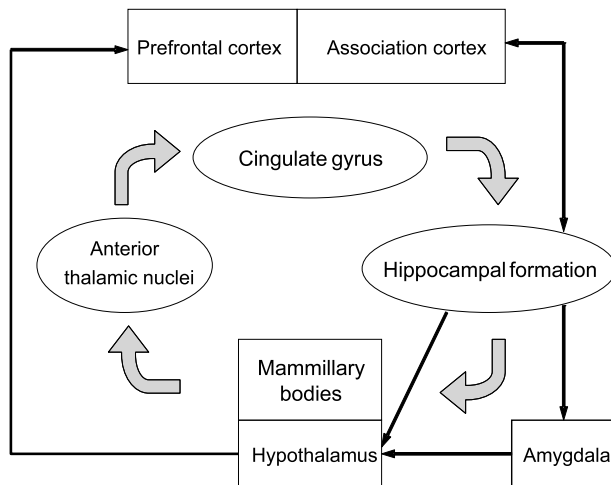 Prefrontal cortex
Association cortex
Cingulate gyrus
Anterior
thalamic nuclei
Hippocampal formation
Mammillary
bodies
Hypothalamus
Amygdala